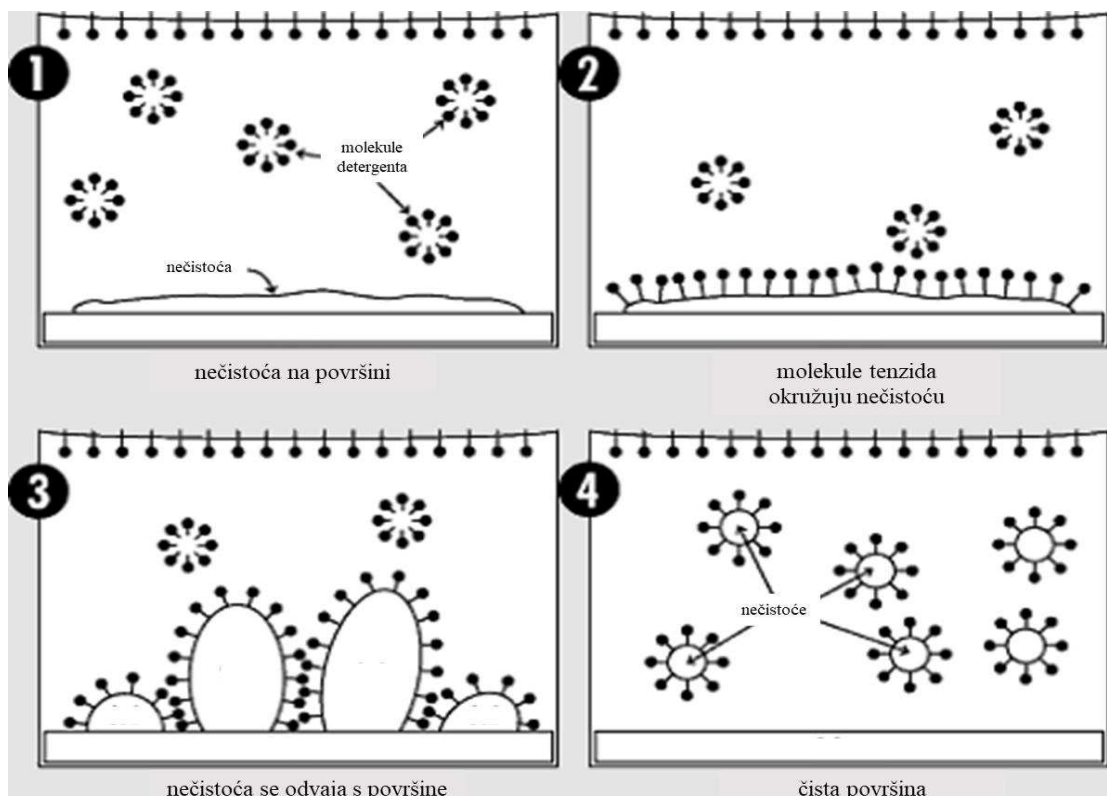 1
molekule
detergenta
nečistoća
nečistoća na površini
2
molekule tenzida
okružuju nečistoću
3
nečistoća se odvaja s površine
4
nečistoće
čista površina